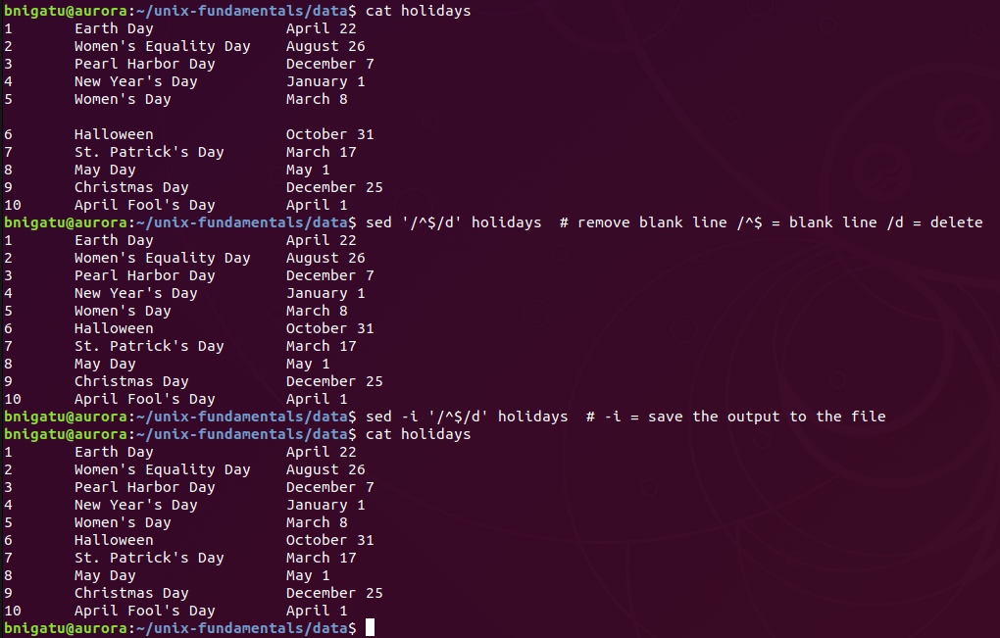 bnigatu@aurora:~/unix-fundamentals/data$ cat holidays
1       Earth Day               April 22
2       Women's Equality Day    August 26
3       Pearl Harbor Day        December 7
4       New Year's Day          January 1
5       Women's Day             March 8

6       Halloween               October 31
7       St. Patrick's Day       March 17
8       May Day                 May 1
9       Christmas Day           December 25
10      April Fool's Day        April 1
bnigatu@aurora:~/unix-fundamentals/data$ sed '/^$/d' holidays  # remove blank line /^$ = blank line /d = delete
1       Earth Day               April 22
2       Women's Equality Day    August 26
3       Pearl Harbor Day        December 7
4       New Year's Day          January 1
5       Women's Day             March 8
6       Halloween               October 31
7       St. Patrick's Day       March 17
8       May Day                 May 1
9       Christmas Day           December 25
10      April Fool's Day        April 1
bnigatu@aurora:~/unix-fundamentals/data$ sed -i '/^$/d' holidays  # -i = save the output to the file
bnigatu@aurora:~/unix-fundamentals/data$ cat holidays
1       Earth Day               April 22
2       Women's Equality Day    August 26
3       Pearl Harbor Day        December 7
4       New Year's Day          January 1
5       Women's Day             March 8
6       Halloween               October 31
7       St. Patrick's Day       March 17
8       May Day                 May 1
9       Christmas Day           December 25
10      April Fool's Day        April 1
bnigatu@aurora:~/unix-fundamentals/data$